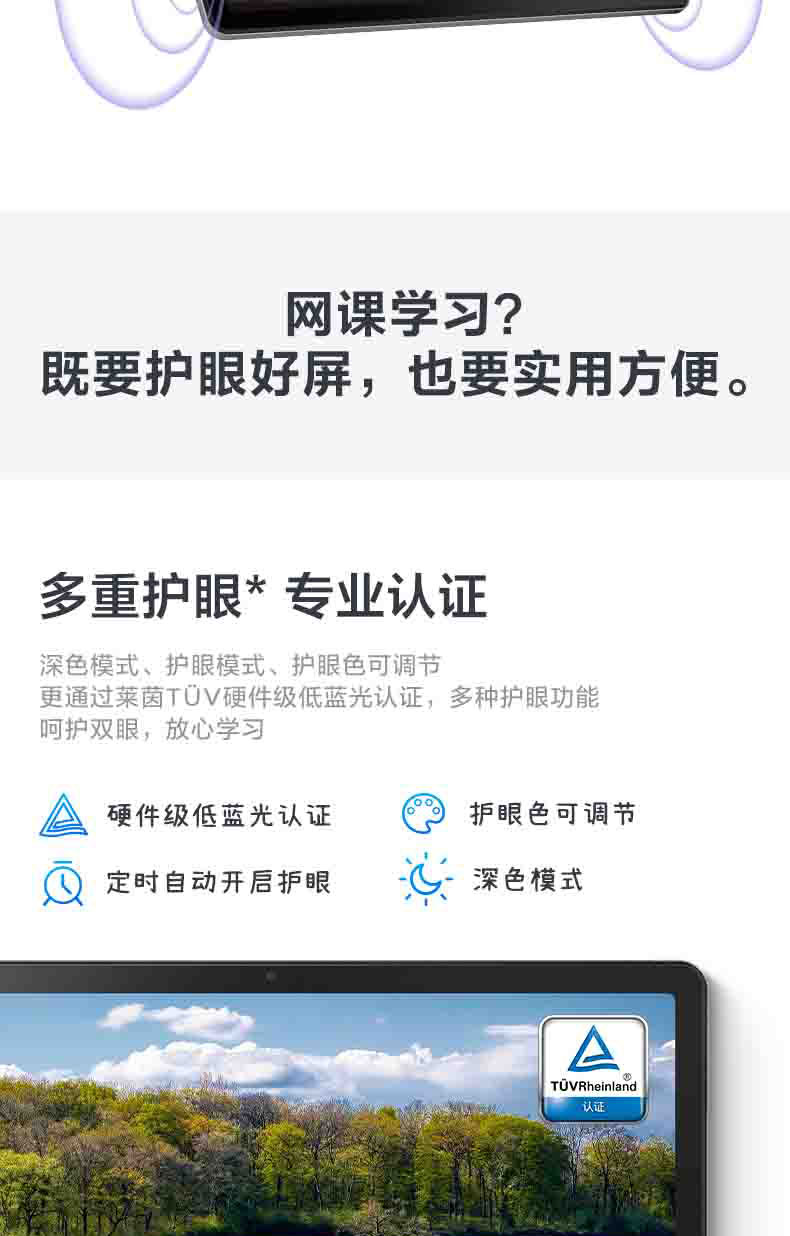 网课学习？
既要护眼好屏，也要实用方便。
多重护眼* 专业认证
深色模式、护眼模式、护眼色可调节
更通过莱茵TÜV硬件级低蓝光认证，多种护眼功能
呵护双眼，放心学习
硬件级低蓝光认证
护眼色可调节
定时自动开启护眼
深色模式
TÜVRheinland®
认证